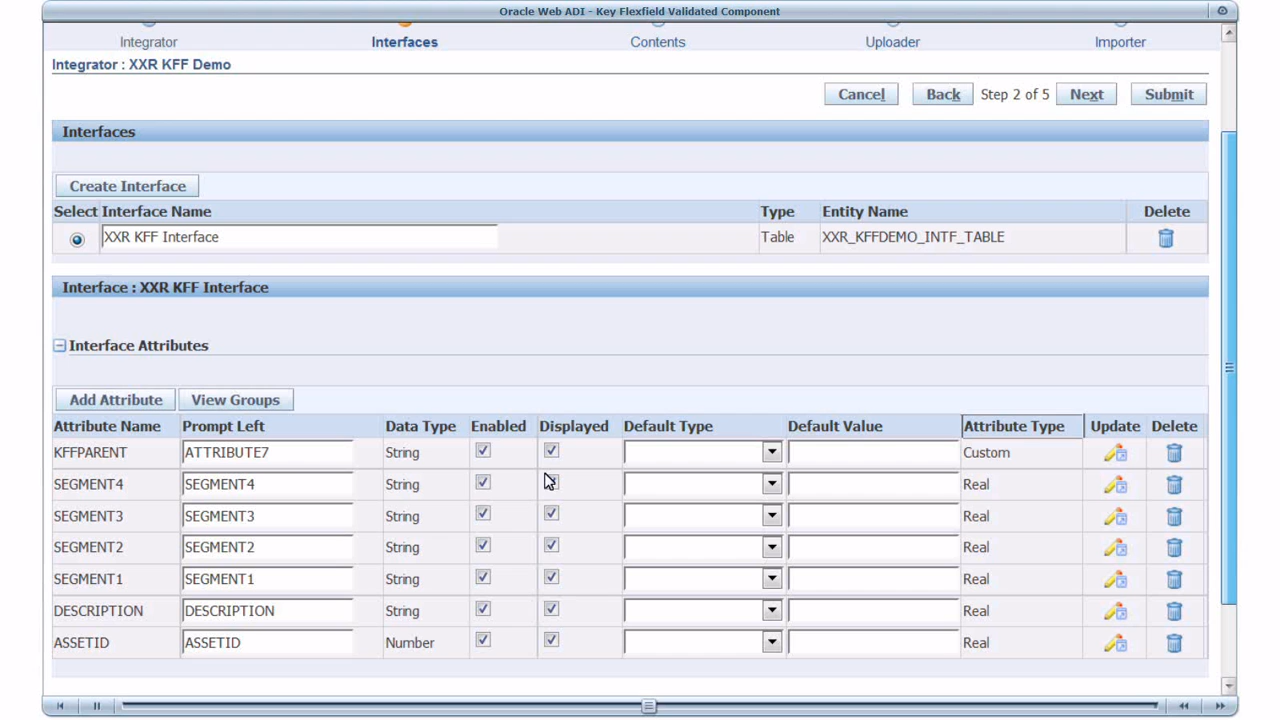 Oracle Web ADI - Key Flexfield Validated Component
Integrator Interfaces Contents Uploader Importer
Integrator : XXR KFF Demo
Cancel Back Step 2 of 5 Next Submit
Interfaces
Create Interface
Select Interface Name Type Entity Name Delete
XXR KFF Interface Table XXR_KFFDEMO_INTF_TABLE
Interface : XXR KFF Interface
Interface Attributes
Add Attribute View Groups
Attribute Name Prompt Left Data Type Enabled Displayed Default Type Default Value Attribute Type Update Delete
KFFPARENT ATTRIBUTE7 String Custom
SEGMENT4 SEGMENT4 String Real
SEGMENT3 SEGMENT3 String Real
SEGMENT2 SEGMENT2 String Real
SEGMENT1 SEGMENT1 String Real
DESCRIPTION DESCRIPTION String Real
ASSETID ASSETID Number Real